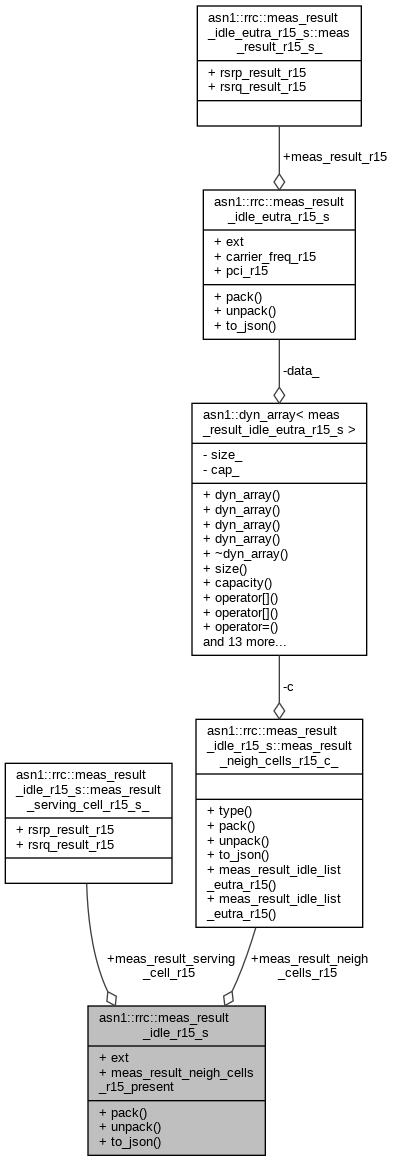 asn1::rrc::meas_result
_idle_eutra_r15_s::meas
_result_r15_s_
+ rsrp_result_r15
+ rsrq_result_r15
+meas_result_r15
asn1::rrc::meas_result
_idle_eutra_r15_s
+ ext
+ carrier_freq_r15
+ pci_r15
+ pack()
+ unpack()
+ to_json()
-data_
asn1::dyn_array< meas
_result_idle_eutra_r15_s >
- size_
- cap_
+ dyn_array()
+ dyn_array()
+ dyn_array()
+ dyn_array()
+ ~dyn_array()
+ size()
+ capacity()
+ operator[]()
+ operator[]()
+ operator=()
and 13 more...
-c
asn1::rrc::meas_result
_idle_r15_s::meas_result
_neigh_cells_r15_c_
+ type()
+ pack()
+ unpack()
+ to_json()
+ meas_result_idle_list
_eutra_r15()
+ meas_result_idle_list
_eutra_r15()
asn1::rrc::meas_result
_idle_r15_s::meas_result
_serving_cell_r15_s_
+ rsrp_result_r15
+ rsrq_result_r15
+meas_result_serving
_cell_r15
+meas_result_neigh
_cells_r15
asn1::rrc::meas_result
_idle_r15_s
+ ext
+ meas_result_neigh_cells
_r15_present
+ pack()
+ unpack()
+ to_json()